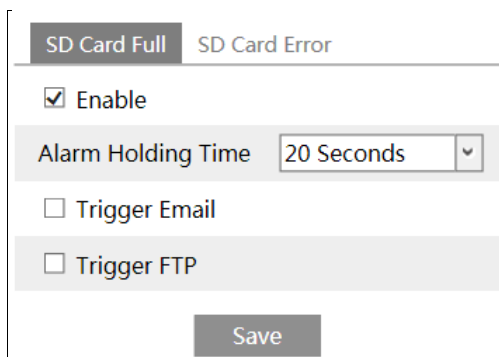 SD Card Full SD Card Error
Enable
Alarm Holding Time 20 Seconds
Trigger Email
Trigger FTP
Save